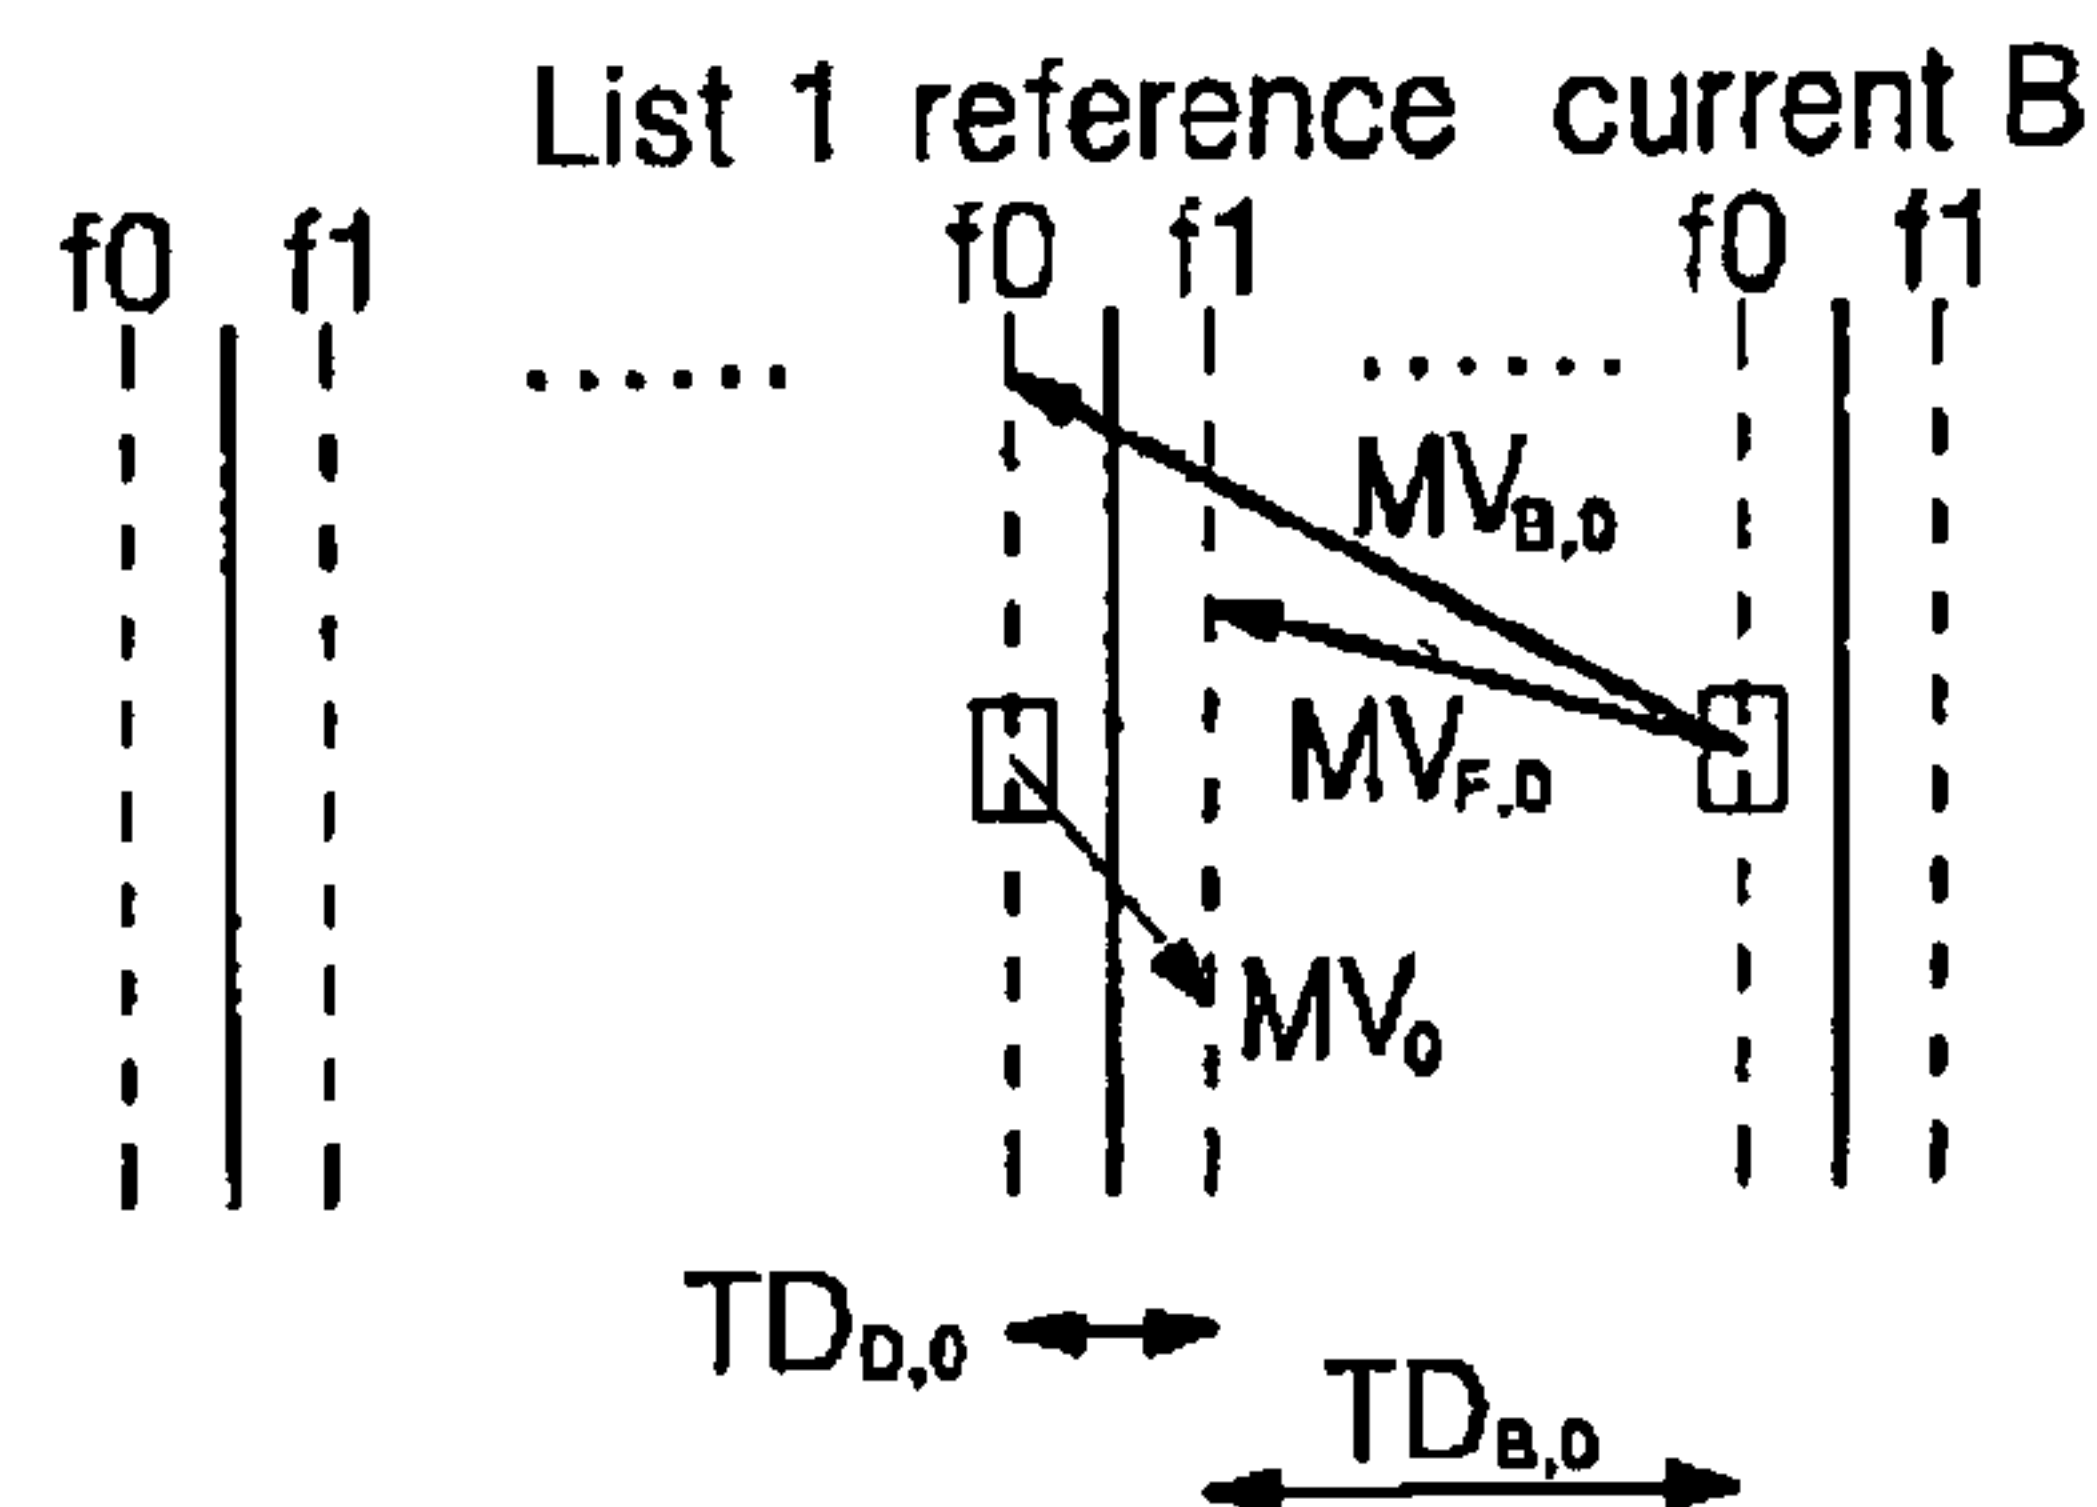 List 1 reference current B
f0 f1 f0 f1 f0 f1
MVB,0
MVF,0
MV0
TDD,0
TDB,0